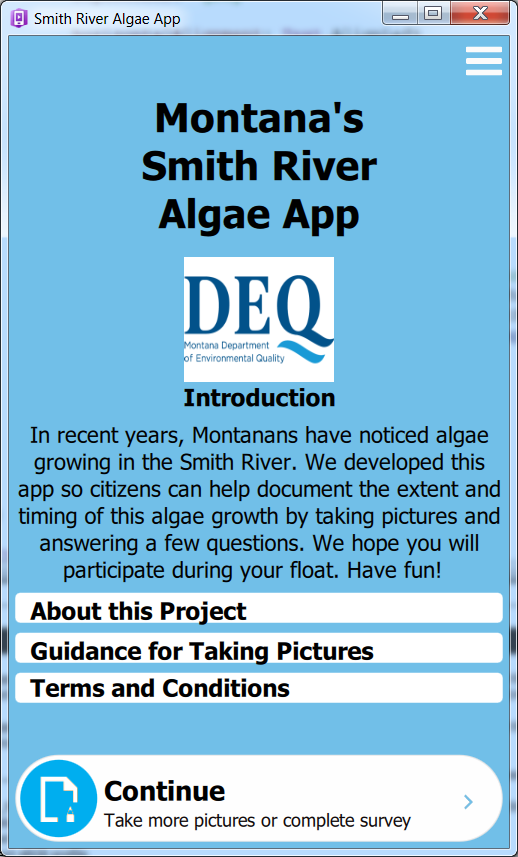 Smith River Algae App
Montana's
Smith River
Algae App
DEQ
Montana Department
of Environmental Quality
Introduction
In recent years, Montanans have noticed algae
growing in the Smith River. We developed this
app so citizens can help document the extent and
timing of this algae growth by taking pictures and
answering a few questions. We hope you will
participate during your float. Have fun!
About this Project
Guidance for Taking Pictures
Terms and Conditions
Continue
Take more pictures or complete survey